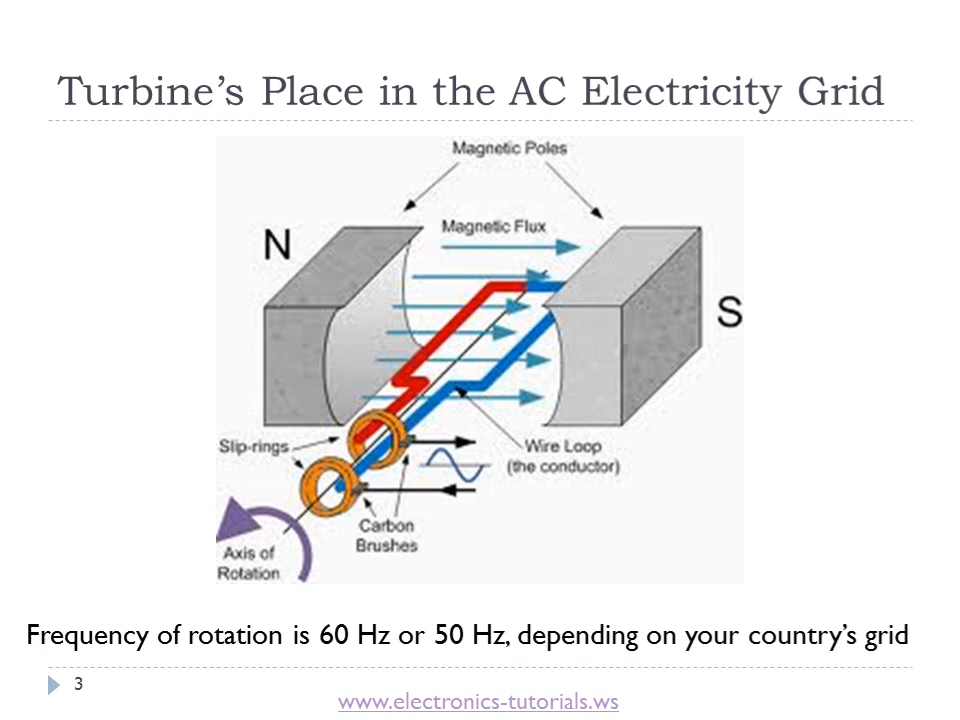 Turbine’s Place in the AC Electricity Grid
Magnetic Poles
Magnetic Flux
N
S
Slip-rings
Wire Loop
(the conductor)
Carbon
Brushes
Axis of
Rotation
Frequency of rotation is 60 Hz or 50 Hz, depending on your country’s grid
3
www.electronics-tutorials.ws